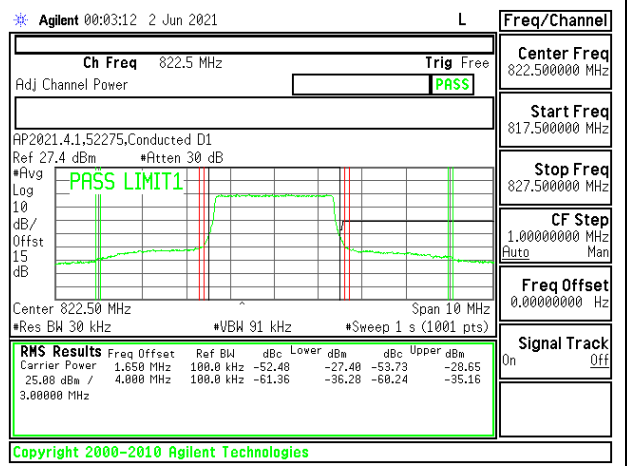 Agilent 00:03:12 2 Jun 2021 L
Freq/Channel
Ch Freq 822.5 MHz Trig Free
Adj Channel Power PASS
Center Freq
822.500000 MHz
Start Freq
817.500000 MHz
Stop Freq
827.500000 MHz
CF Step
1.00000000 MHz
Auto Man
Freq Offset
0.00000000 Hz
Signal Track
On Off
AP2021.4.1,52275,Conducted D1
Ref 27.4 dBm #Atten 30 dB
#Avg
Log
10
dB/
Offst
15
dB
PASS LIMIT1
Center 822.50 MHz ^ Span 10 MHz
#Res BW 30 kHz #VBW 91 kHz #Sweep 1 s (1001 pts)
RMS Results Freq Offset Ref BW dBc Lower dBm dBc Upper dBm
Carrier Power 1.650 MHz 100.0 kHz -52.48 -27.40 -53.73 -28.65
25.08 dBm / 4.000 MHz 100.0 kHz -61.36 -36.28 -60.24 -35.16
3.00000 MHz
Copyright 2000-2010 Agilent Technologies